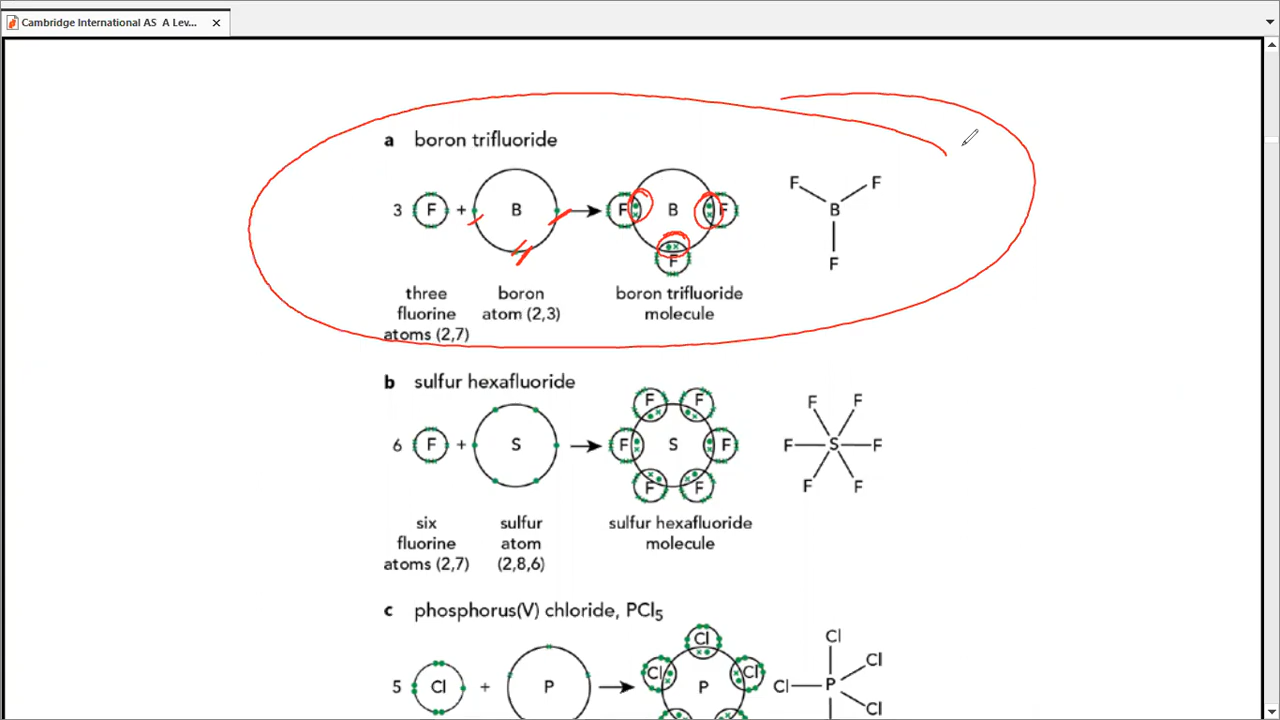 Cambridge International AS A Lev...
a boron trifluoride
3 F + B F B F
F
F F
B
F
three fluorine atoms (2,7)
boron atom (2,3)
boron trifluoride molecule
b sulfur hexafluoride
6 F + S
F F
F S F
F F
F F
F S F
F F
six fluorine atoms (2,7)
sulfur atom (2,8,6)
sulfur hexafluoride molecule
c phosphorus(V) chloride, PCl5
5 Cl + P
Cl
Cl Cl
P
Cl
Cl
Cl P
Cl